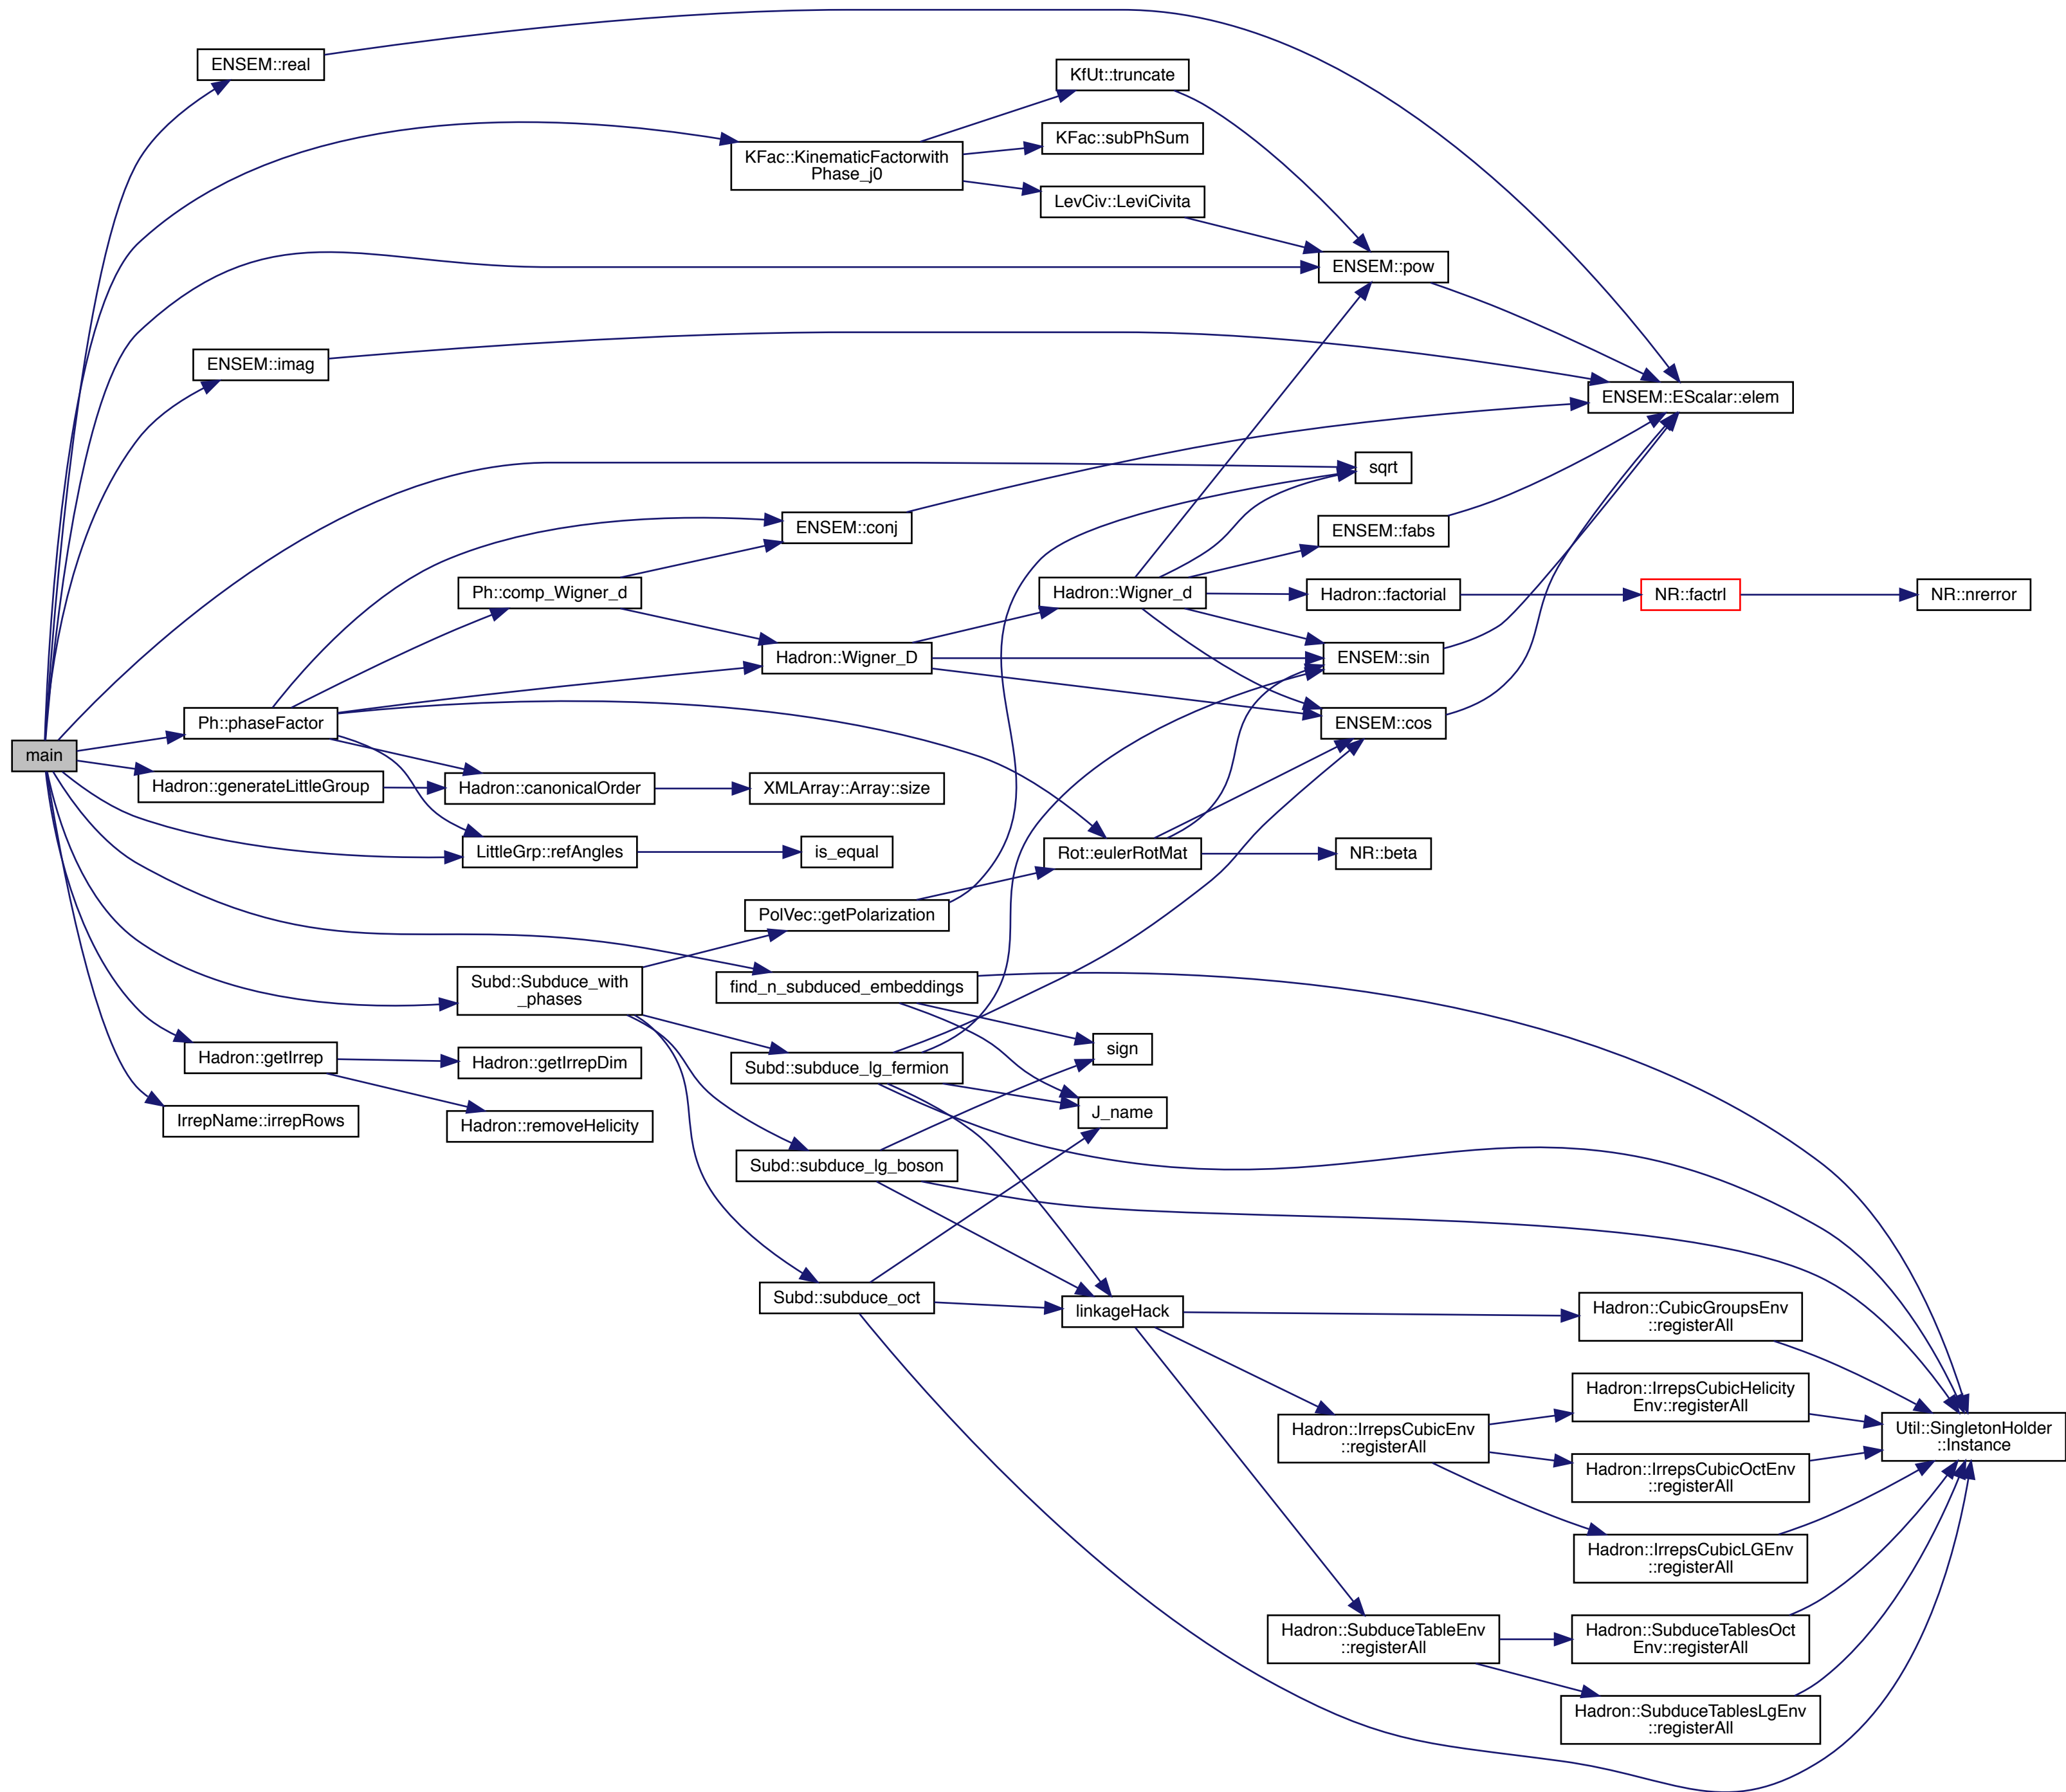 ENSEM::real
KfUt::truncate
KFac::subPhSum
KFac::KinematicFactorwith
Phase_j0
LevCiv::LeviCivita
ENSEM::pow
ENSEM::imag
ENSEM::EScalar::elem
sqrt
ENSEM::conj
ENSEM::fabs
Ph::comp_Wigner_d
Hadron::Wigner_d
Hadron::factorial
NR::factrl
NR::nrerror
Hadron::Wigner_D
ENSEM::sin
Ph::phaseFactor
ENSEM::cos
main
Hadron::generateLittleGroup
Hadron::canonicalOrder
XMLArray::Array::size
LittleGrp::refAngles
is_equal
Rot::eulerRotMat
NR::beta
PolVec::getPolarization
Subd::Subduce_with
_phases
find_n_subduced_embeddings
sign
Hadron::getIrrep
Hadron::getIrrepDim
Subd::subduce_lg_fermion
J_name
IrrepName::irrepRows
Hadron::removeHelicity
Subd::subduce_lg_boson
Subd::subduce_oct
linkageHack
Hadron::CubicGroupsEnv
::registerAll
Hadron::IrrepsCubicHelicity
Env::registerAll
Hadron::IrrepsCubicEnv
::registerAll
Util::SingletonHolder
::Instance
Hadron::IrrepsCubicOctEnv
::registerAll
Hadron::IrrepsCubicLGEnv
::registerAll
Hadron::SubduceTableEnv
::registerAll
Hadron::SubduceTablesOct
Env::registerAll
Hadron::SubduceTablesLgEnv
::registerAll